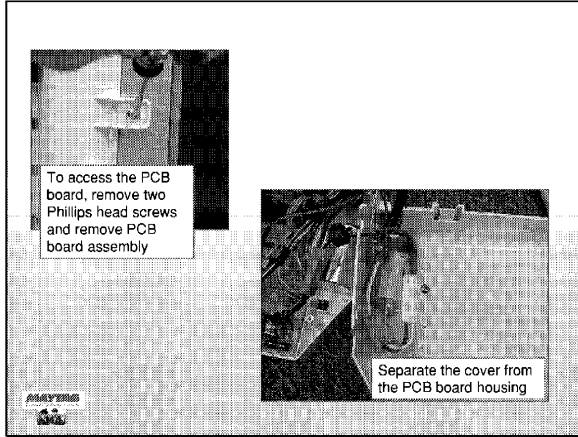 To access the PCB
board, remove two
Phillips head screws
and remove PCB
board assembly
Separate the cover from
the PCB board housing
MAYTAG